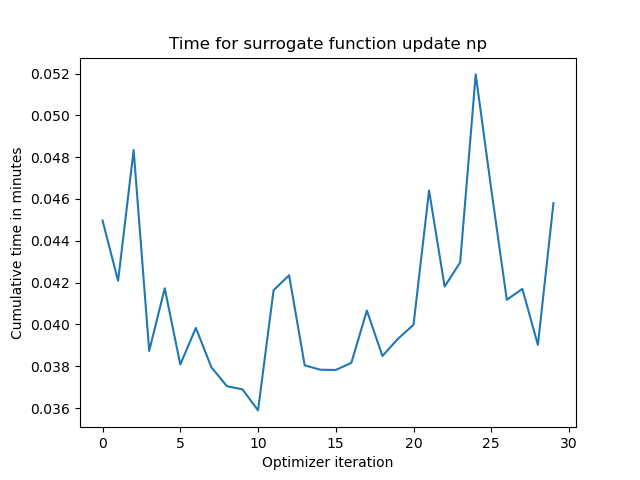 Time for surrogate function update np
Cumulative time in minutes
0.052
0.050
0.048
0.046
0.044
0.042
0.040
0.038
0.036
0 5 10 15 20 25 30
Optimizer iteration